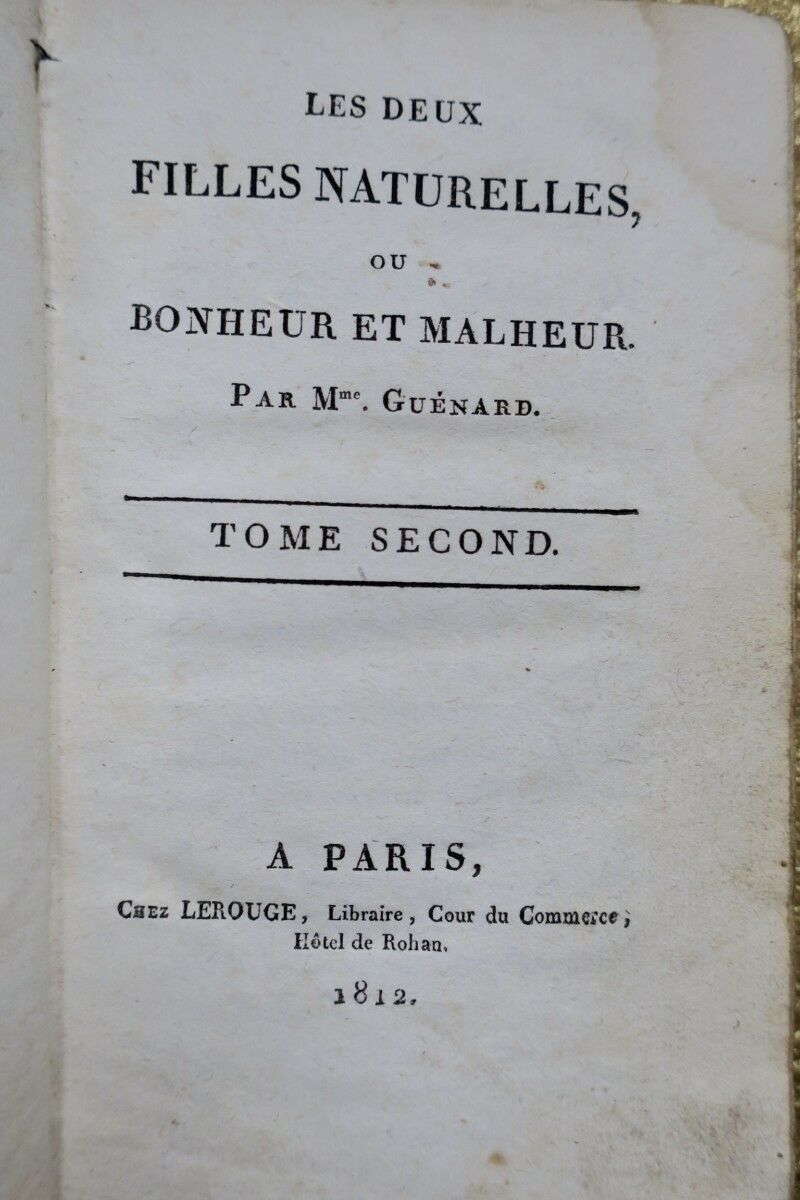 LES DEUX
FILLES NATURELLES,
OU
BONHEUR ET MALHEUR.
PAR Mme. GUÉNARD.
TOME SECOND.
A PARIS,
CHEZ LEROUGE, Libraire, Cour du Commerce,
Hôtel de Rohan.
1812.